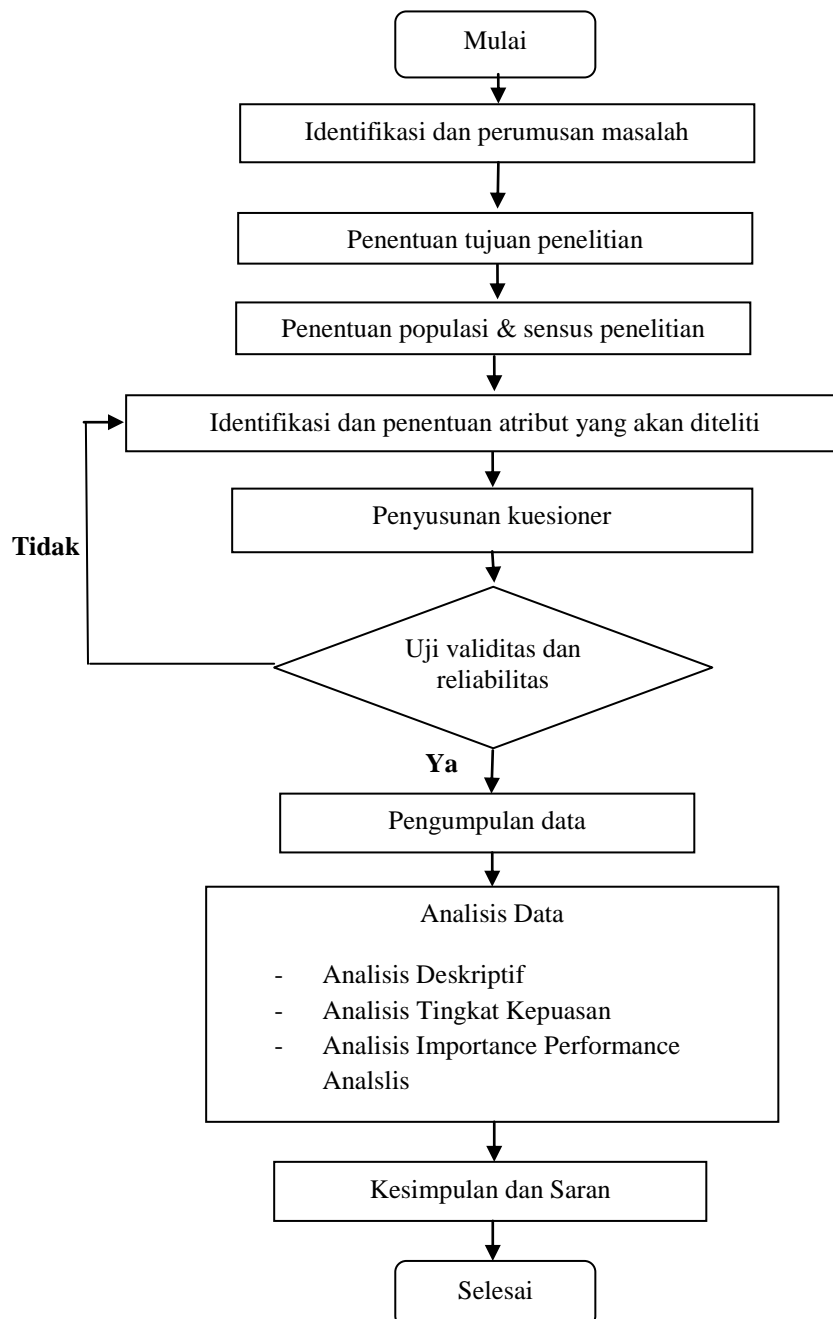 Mulai
Identifikasi dan perumusan masalah
Penentuan tujuan penelitian
Penentuan populasi & sensus penelitian
Identifikasi dan penentuan atribut yang akan diteliti
Penyusunan kuesioner
Tidak
Uji validitas dan
reliabilitas
Ya
Pengumpulan data
Analisis Data
- Analisis Deskriptif
- Analisis Tingkat Kepuasan
- Analisis Importance Performance
Analslis
Kesimpulan dan Saran
Selesai